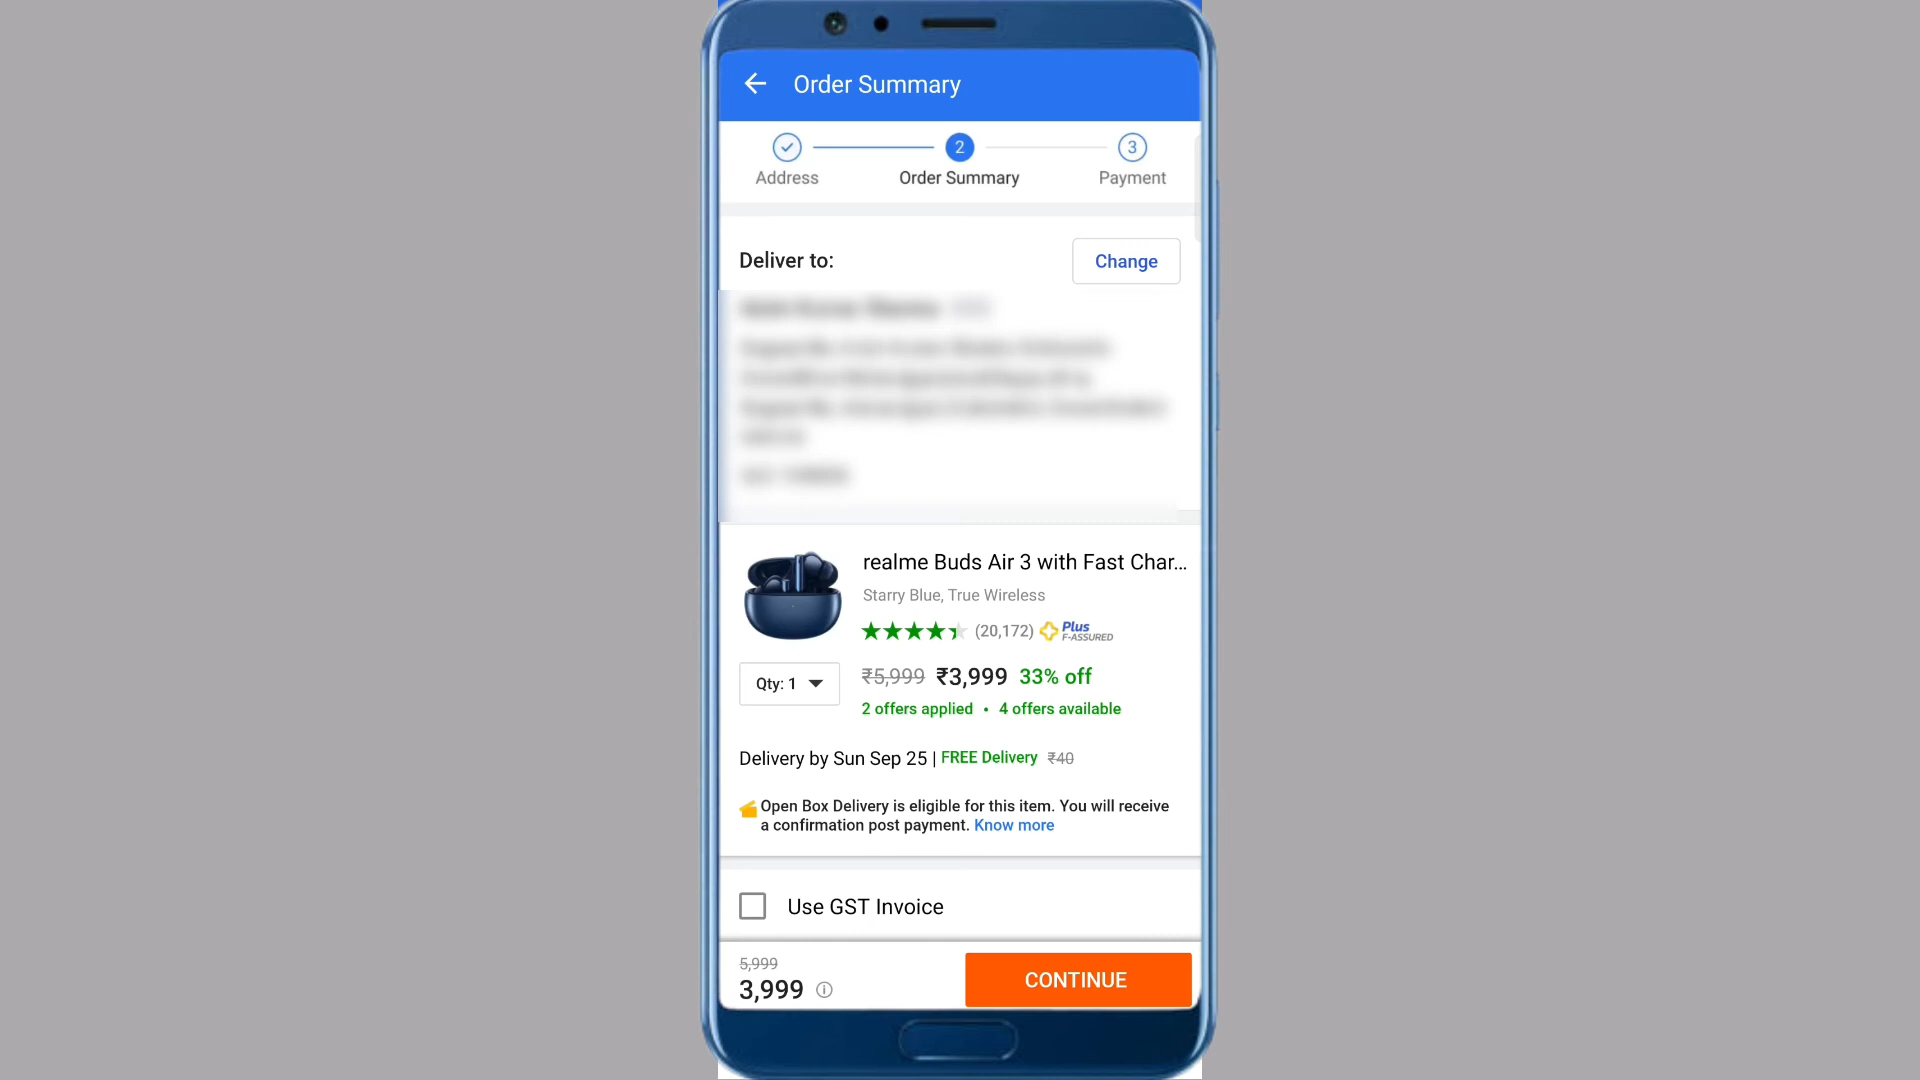 Order Summary
2
3
Address
Order Summary
Payment
Deliver to:
Change
realme Buds Air 3 with Fast Char...
Starry Blue, True Wireless
(20,172)
Plus
F-ASSURED
Qty: 1
₹5,999 ₹3,999 33% off
2 offers applied • 4 offers available
Delivery by Sun Sep 25 | FREE Delivery ₹40
Open Box Delivery is eligible for this item. You will receive
a confirmation post payment. Know more
Use GST Invoice
5,999
3,999
CONTINUE